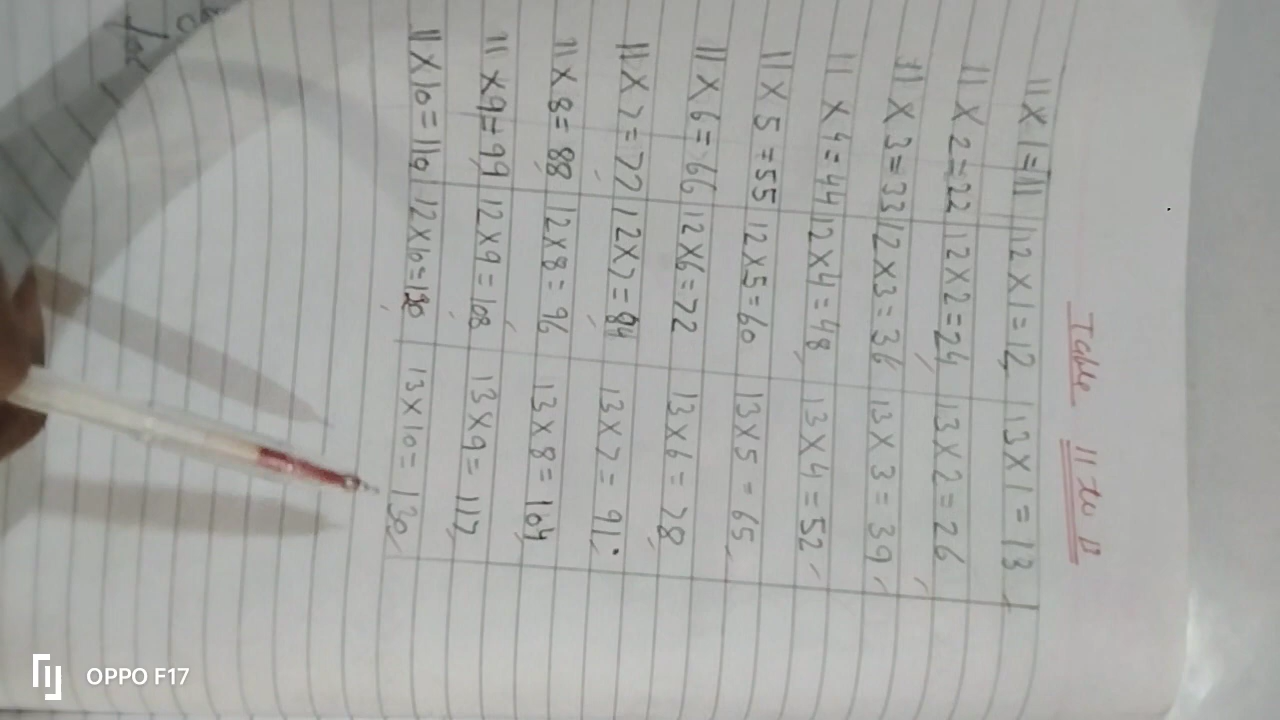 Table 11 to 13
11 X 1 = 11 12 X 1 = 12 13 X 1 = 13
11 X 2 = 22 12 X 2 = 24 13 X 2 = 26
11 X 3 = 33 12 X 3 = 36 13 X 3 = 39
11 X 4 = 44 12 X 4 = 48 13 X 4 = 52
11 X 5 = 55 12 X 5 = 60 13 X 5 = 65
11 X 6 = 66 12 X 6 = 72 13 X 6 = 78
11 X 7 = 77 12 X 7 = 84 13 X 7 = 91
11 X 8 = 88 12 X 8 = 96 13 X 8 = 104
11 X 9 = 99 12 X 9 = 108 13 X 9 = 117
11 X 10 = 110 12 X 10 = 120 13 X 10 = 130
OPPO F17